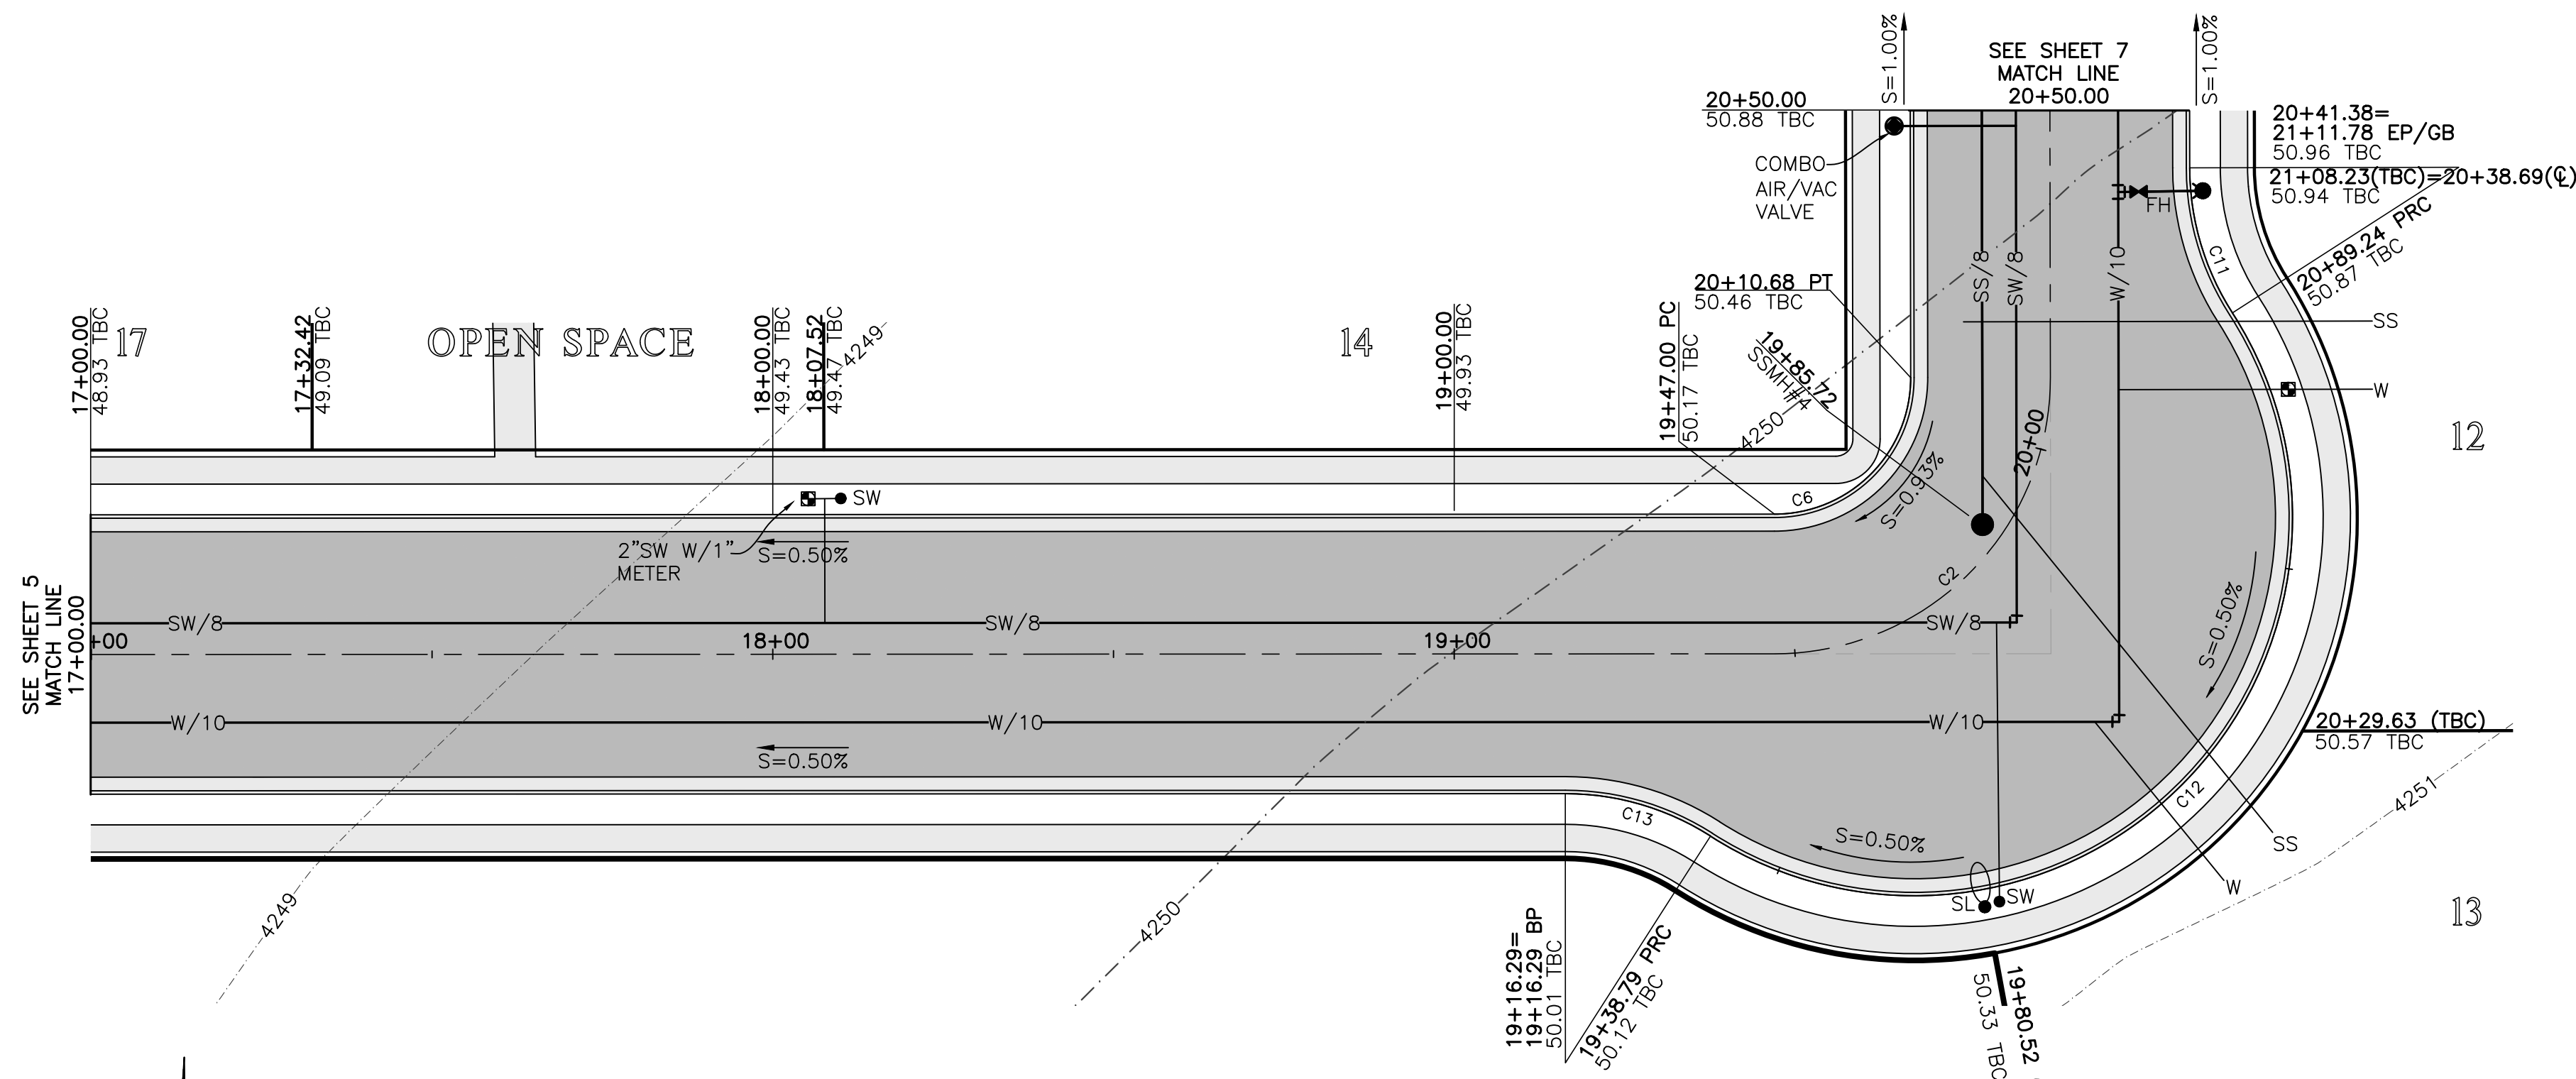 S=1.00%
SEE SHEET 7
MATCH LINE
20+50.00
S=1.00%
20+50.00
50.88 TBC
20+41.38=
21+11.78 EP/GB
50.96 TBC
21+08.23(TBC)=20+38.69(℄)
50.94 TBC
COMBO
AIR/VAC
VALVE
FH
20+89.24 PRC
50.87 TBC
C11
SS/8
SW/8
W/10
20+10.68 PT
50.46 TBC
SS
17+00.00
48.93 TBC
17
17+32.42
49.09 TBC
OPEN SPACE
18+00.00
49.43 TBC
18+07.52
49.47 TBC
4249
14
19+00.00
49.93 TBC
19+47.00 PC
50.17 TBC
19+85.72
SSMH#4
4250
W
12
20+00
S=0.93%
C6
SW
2"SW W/1"
METER
S=0.50%
C2
S=0.50%
SEE SHEET 5
MATCH LINE
17+00.00
SW/8
SW/8
SW/8
+00
18+00
19+00
W/10
W/10
W/10
20+29.63 (TBC)
50.57 TBC
S=0.50%
4251
C12
C13
S=0.50%
SS
W
SL
SW
4249
4250
13
19+16.29=
19+16.29 BP
50.01 TBC
19+38.79 PRC
50.12 TBC
19+80.52
50.33 TBC